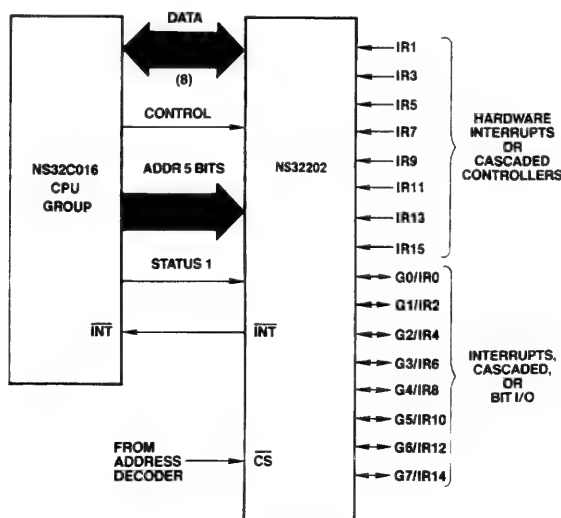 DATA
(8)
CONTROL
NS32C016
CPU
GROUP
ADDR 5 BITS
NS32202
STATUS 1
INT
INT
FROM
ADDRESS
DECODER
CS
IR1
IR3
IR5
IR7
IR9
IR11
IR13
IR15
HARDWARE
INTERRUPTS
OR
CASCADED
CONTROLLERS
G0/IR0
G1/IR2
G2/IR4
G3/IR6
G4/IR8
G5/IR10
G6/IR12
G7/IR14
INTERRUPTS,
CASCADED,
OR
BIT I/O